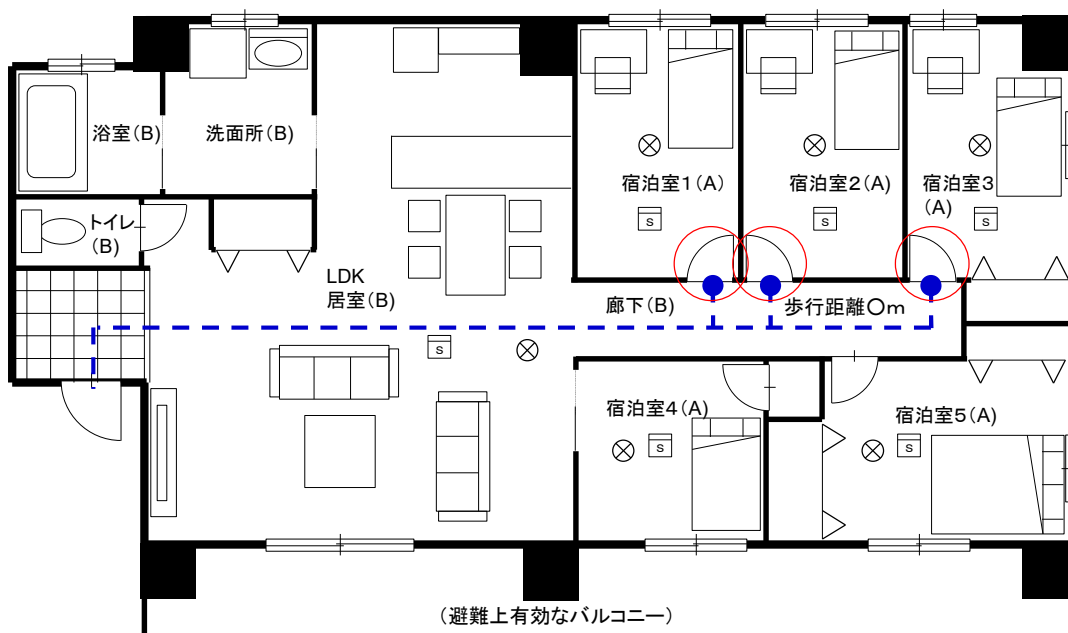 浴室(B)
洗面所(B)
宿泊室1(A)
宿泊室2(A)
宿泊室3
(A)
S
S
S
トイレ
(B)
LDK
居室(B)
廊下(B)
歩行距離〇m
S
宿泊室4(A)
宿泊室5(A)
S
S
(避難上有効なバルコニー)